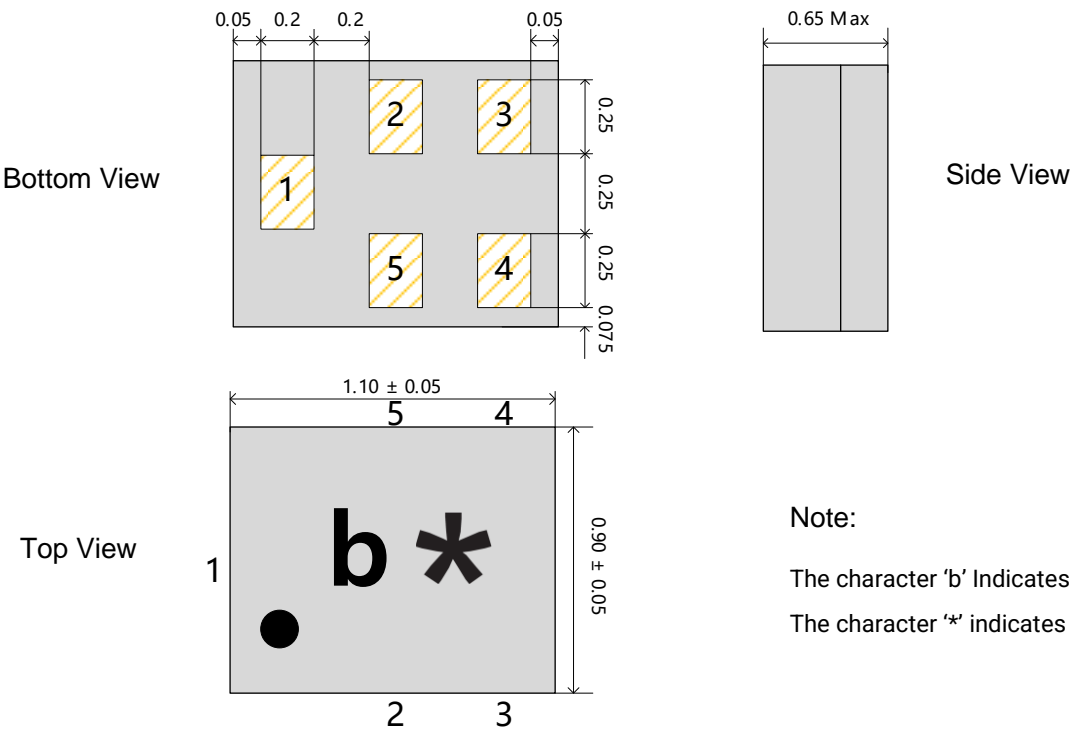 0.05 0.2 0.2 0.05
0.65 Max
2 3
0.25
Bottom View
1
0.25
Side View
5 4
0.25
0.075
1.10 ± 0.05
5 4
b *
0.90 ± 0.05
Note:
Top View
1
The character ‘b’ Indicates
The character ‘*’ indicates
2 3